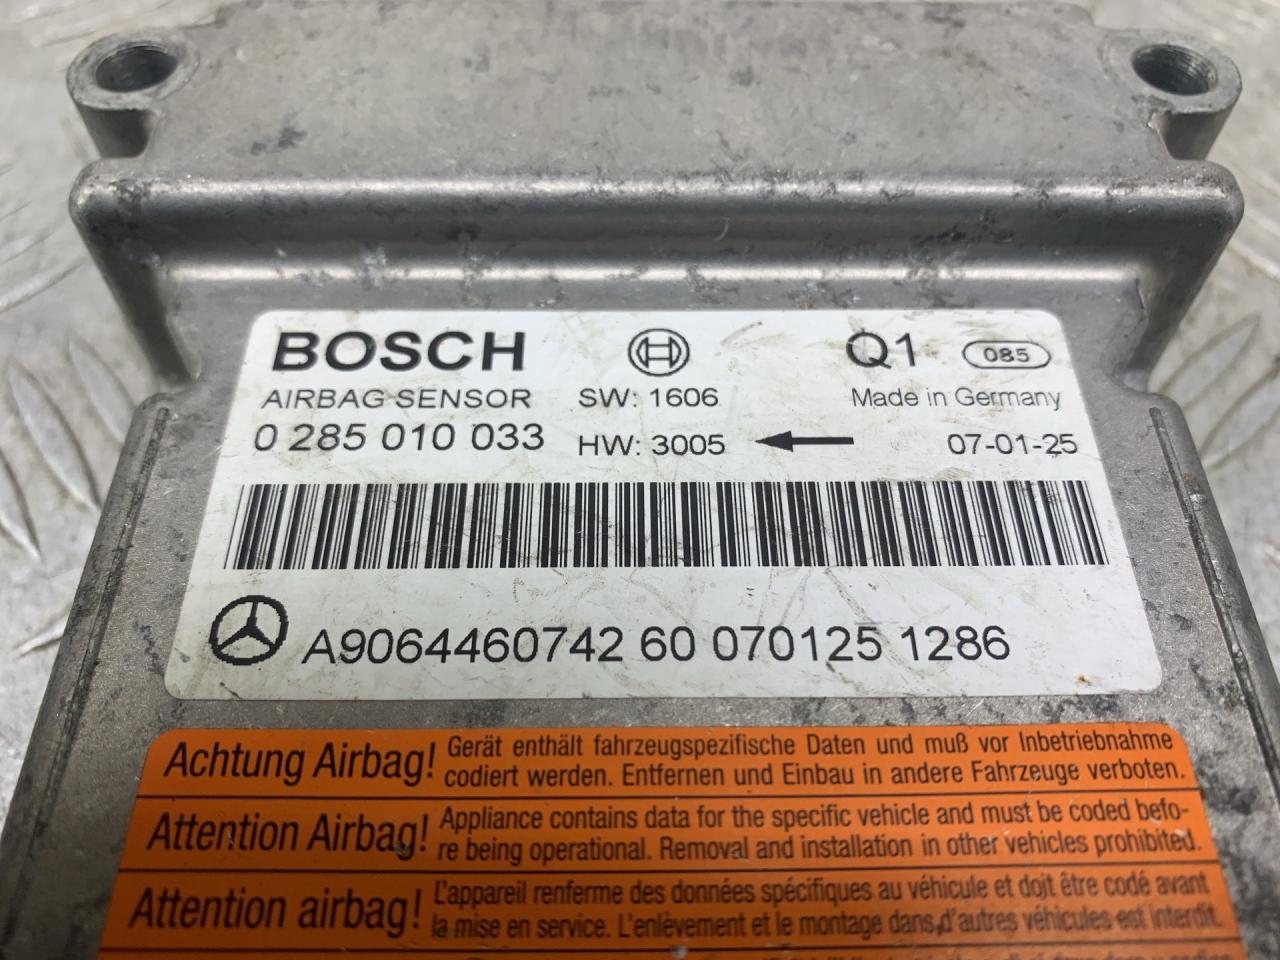 BOSCH
Q1 085
AIRBAG SENSOR SW: 1606 Made in Germany
0 285 010 033 HW: 3005 07-01-25
A9064460742 60 070125 1286
Achtung Airbag! Gerät enthält fahrzeugspezifische Daten und muß vor Inbetriebnahme
codiert werden. Entfernen und Einbau in andere Fahrzeuge verboten.
Attention Airbag! Appliance contains data for the specific vehicle and must be coded befo-
re being operational. Removal and installation in other vehicles prohibited.
Attention airbag! L'appareil renferme des données spécifiques au véhicule et doit être codé avant
la mise en service. L'enlèvement et le montage dans d'autres véhicules est interdit.